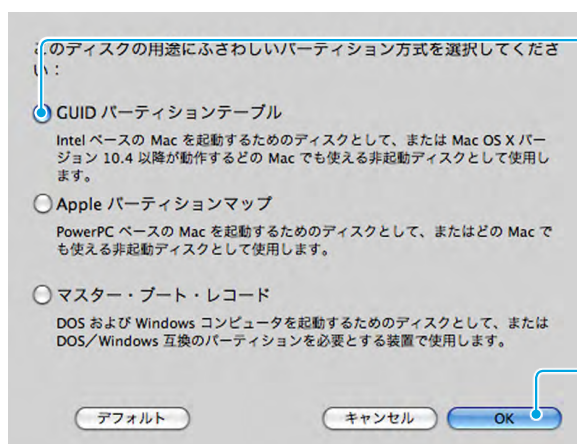 このディスクの用途にふさわしいパーティション方式を選択してくださ
い：
GUID パーティションテーブル
Intel ベースの Mac を起動するためのディスクとして、または Mac OS X バー
ジョン 10.4 以降が動作するどの Mac でも使える非起動ディスクとして使用し
ます。
Apple パーティションマップ
PowerPC ベースの Mac を起動するためのディスクとして、またはどの Mac で
も使える非起動ディスクとして使用します。
マスター・ブート・レコード
DOS および Windows コンピュータを起動するためのディスクとして、または
DOS／Windows 互換のパーティションを必要とする装置で使用します。
デフォルト キャンセル OK